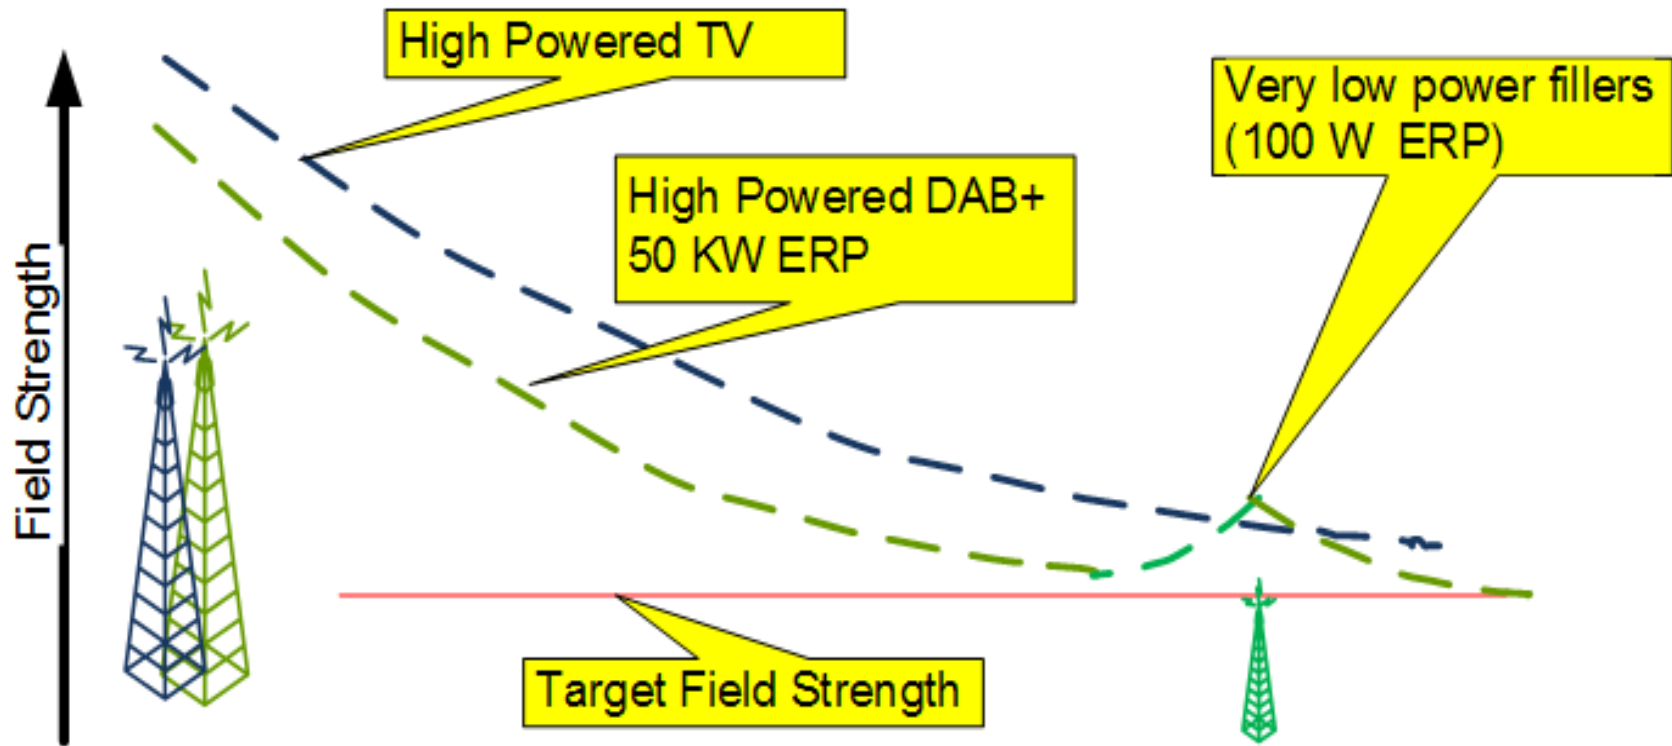 High Powered TV
Very low power fillers
(100 W ERP)
High Powered DAB+
50 KW ERP
Field Strength
Target Field Strength